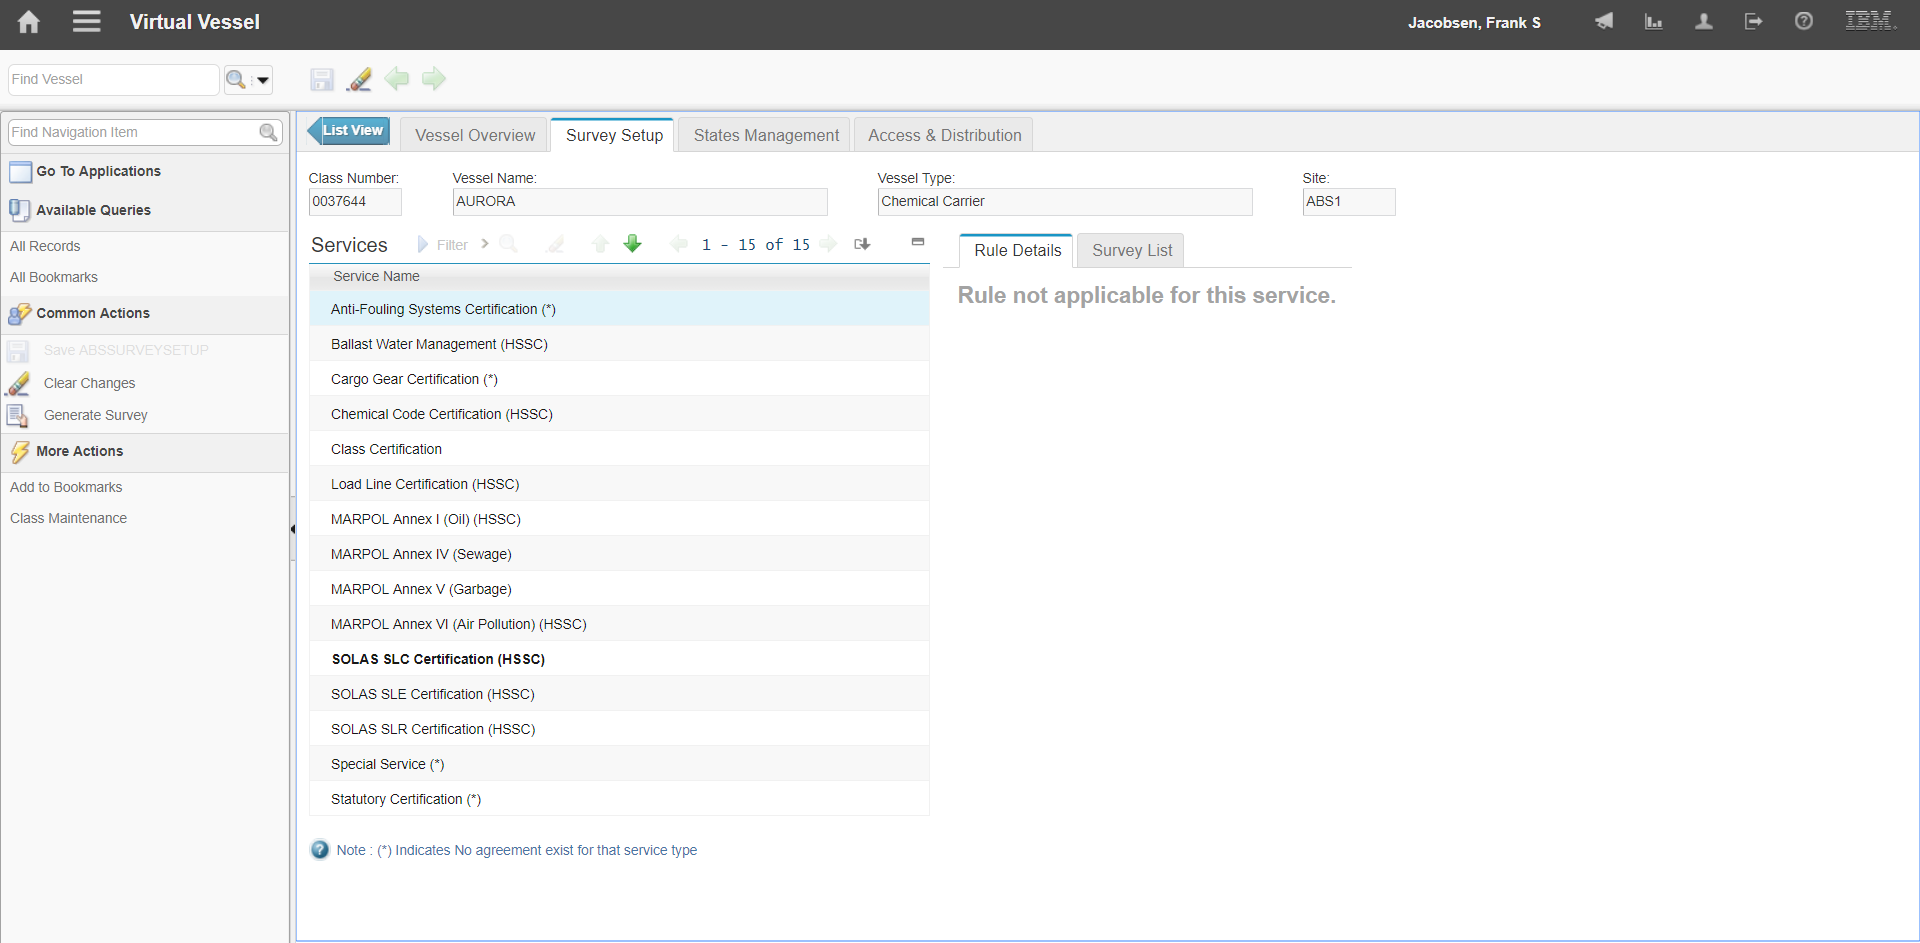 Virtual Vessel
Jacobsen, Frank S
IBM
Find Vessel
Find Navigation Item
Go To Applications
Available Queries
All Records
All Bookmarks
Common Actions
Save ABSSURVEYSETUP
Clear Changes
Generate Survey
More Actions
Add to Bookmarks
Class Maintenance
List View
Vessel Overview
Survey Setup
States Management
Access & Distribution
Class Number:
0037644
Vessel Name:
AURORA
Vessel Type:
Chemical Carrier
Site:
ABS1
Services
Filter
1 - 15 of 15
Service Name
Anti-Fouling Systems Certification (*)
Ballast Water Management (HSSC)
Cargo Gear Certification (*)
Chemical Code Certification (HSSC)
Class Certification
Load Line Certification (HSSC)
MARPOL Annex I (Oil) (HSSC)
MARPOL Annex IV (Sewage)
MARPOL Annex V (Garbage)
MARPOL Annex VI (Air Pollution) (HSSC)
SOLAS SLC Certification (HSSC)
SOLAS SLE Certification (HSSC)
SOLAS SLR Certification (HSSC)
Special Service (*)
Statutory Certification (*)
Note : (*) Indicates No agreement exist for that service type
Rule Details
Survey List
Rule not applicable for this service.